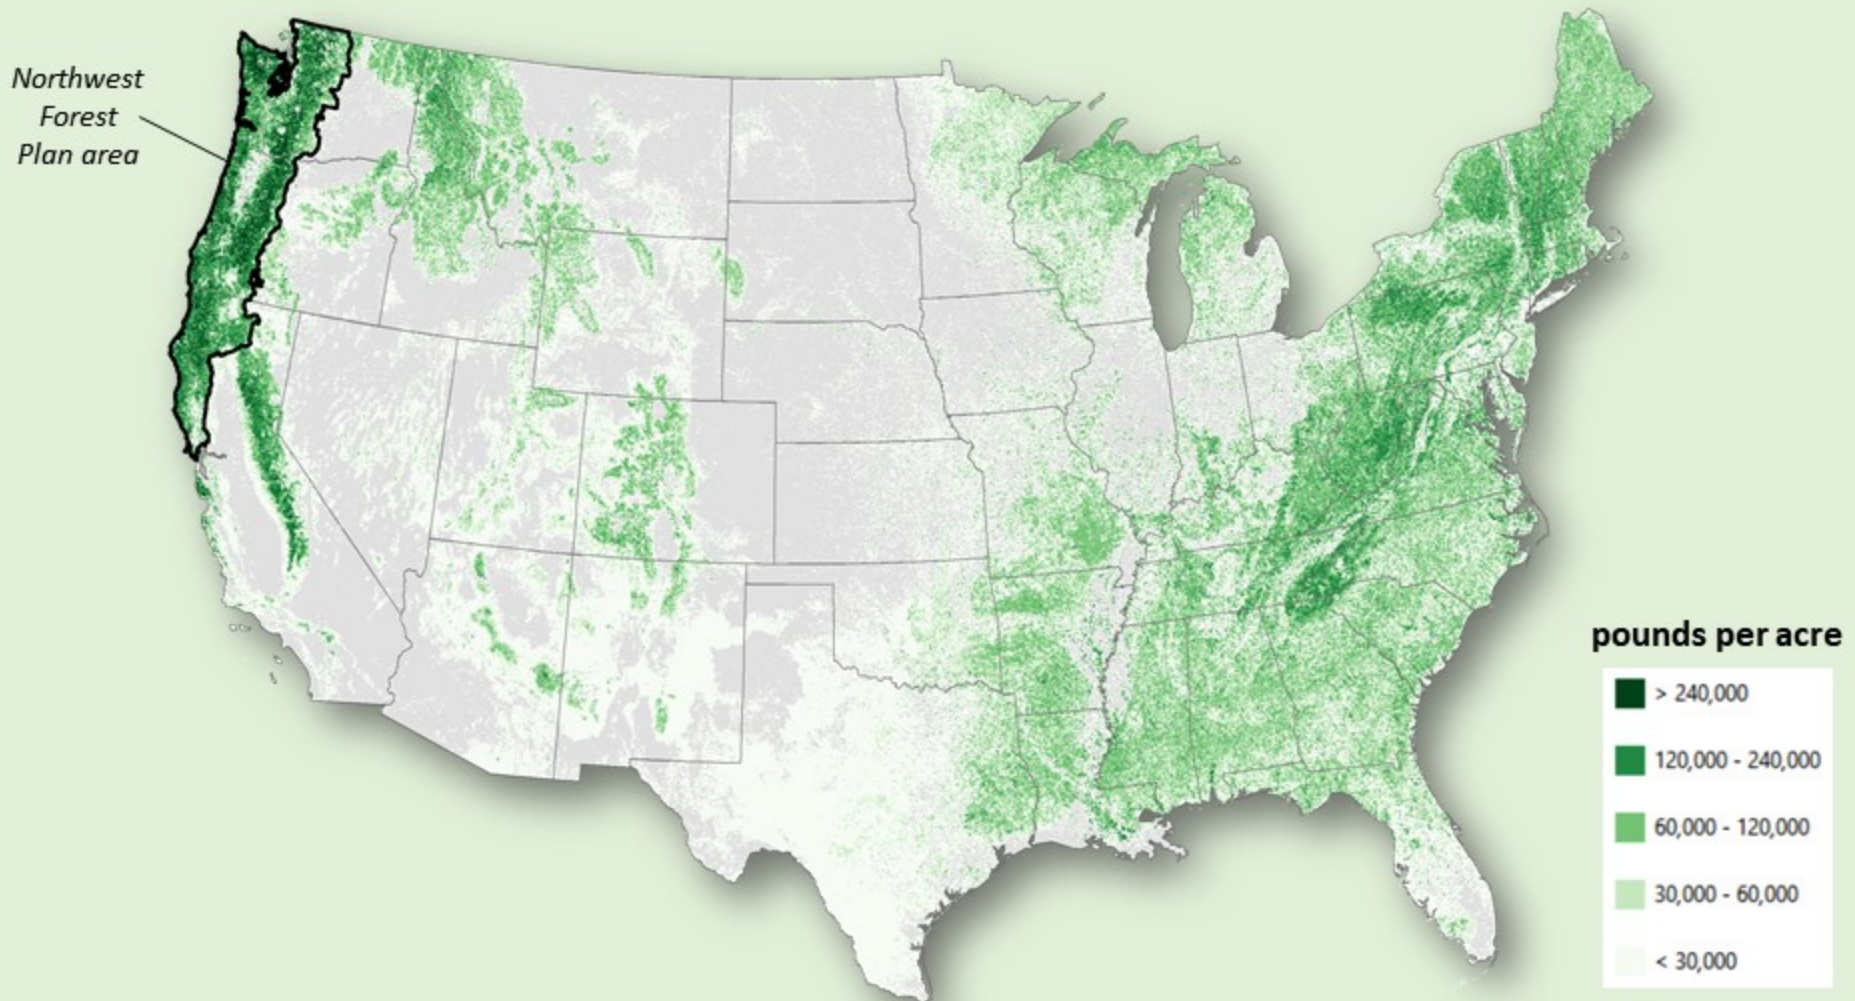 Northwest
Forest
Plan area
pounds per acre
> 240,000
120,000 - 240,000
60,000 - 120,000
30,000 - 60,000
< 30,000